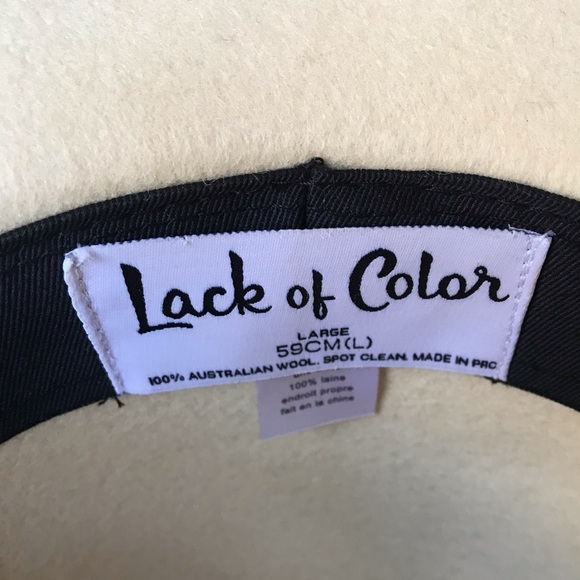 Lack of Color
LARGE
59CM(L)
100% AUSTRALIAN WOOL. SPOT CLEAN. MADE IN PRC
100% laine
endroit propre
fait en la chine